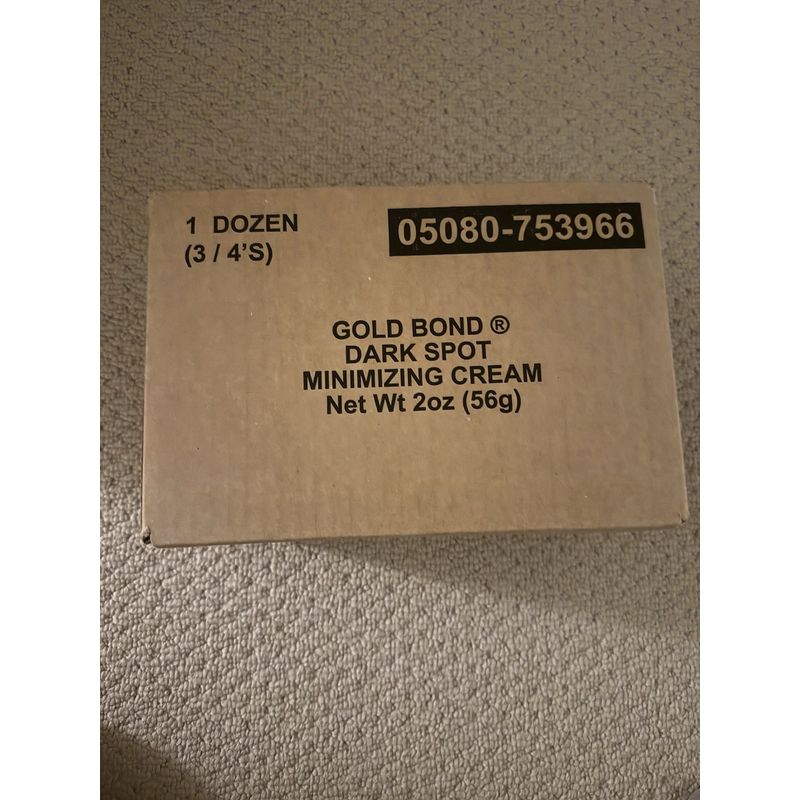 1 DOZEN
(3 / 4'S)
05080-753966
GOLD BOND ®
DARK SPOT
MINIMIZING CREAM
Net Wt 2oz (56g)